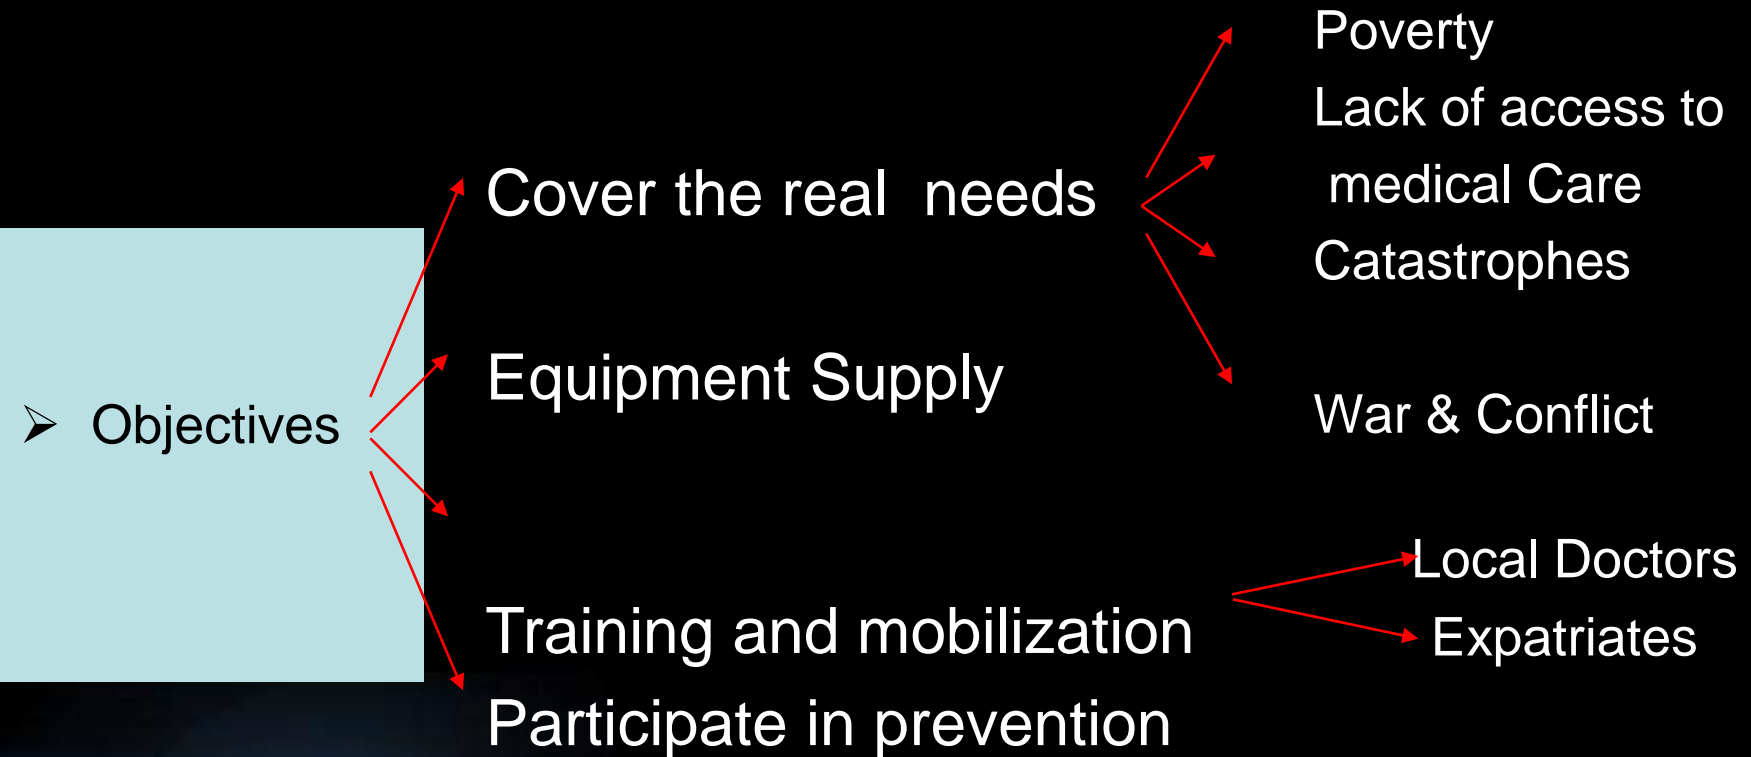 ➢ Objectives
Cover the real  needs
Equipment Supply
Training and mobilization
Participate in prevention
Poverty
Lack of access to
medical Care
Catastrophes
War & Conflict
Local Doctors
Expatriates